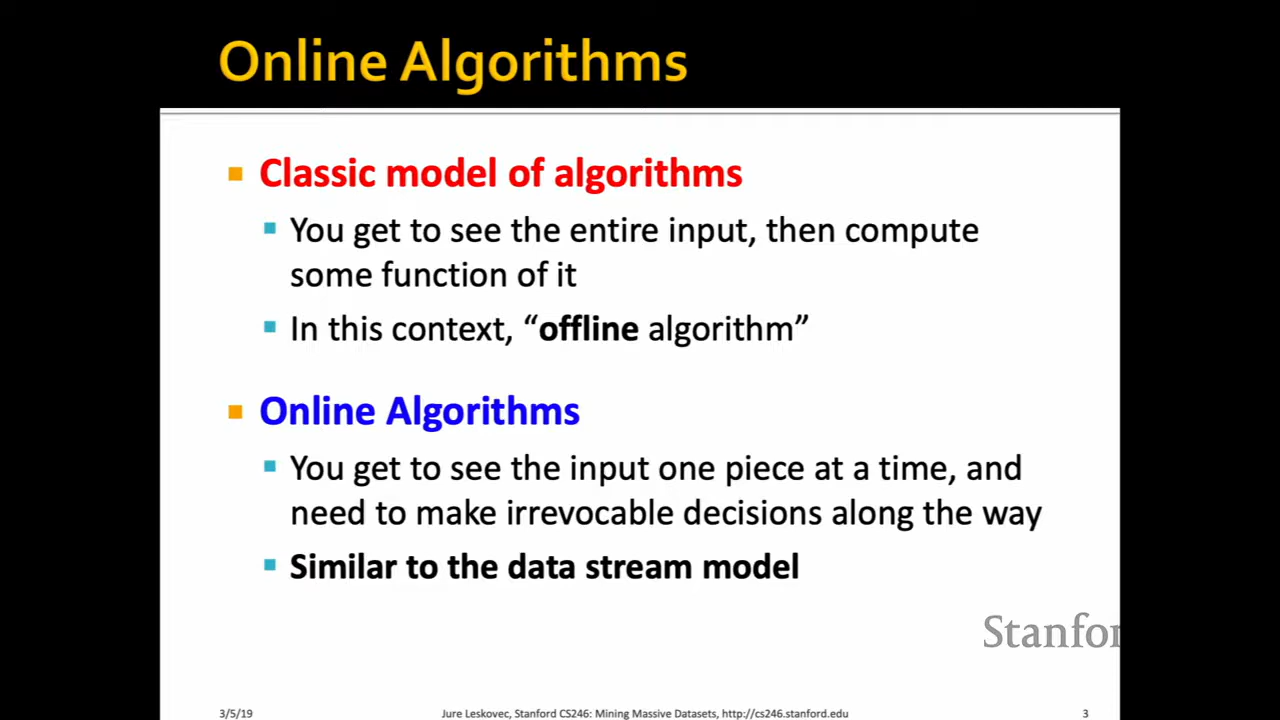 Online Algorithms
Classic model of algorithms
You get to see the entire input, then compute
some function of it
In this context, “offline algorithm”
Online Algorithms
You get to see the input one piece at a time, and
need to make irrevocable decisions along the way
Similar to the data stream model
Stanfor
3/5/19
Jure Leskovec, Stanford CS246: Mining Massive Datasets, http://cs246.stanford.edu
3